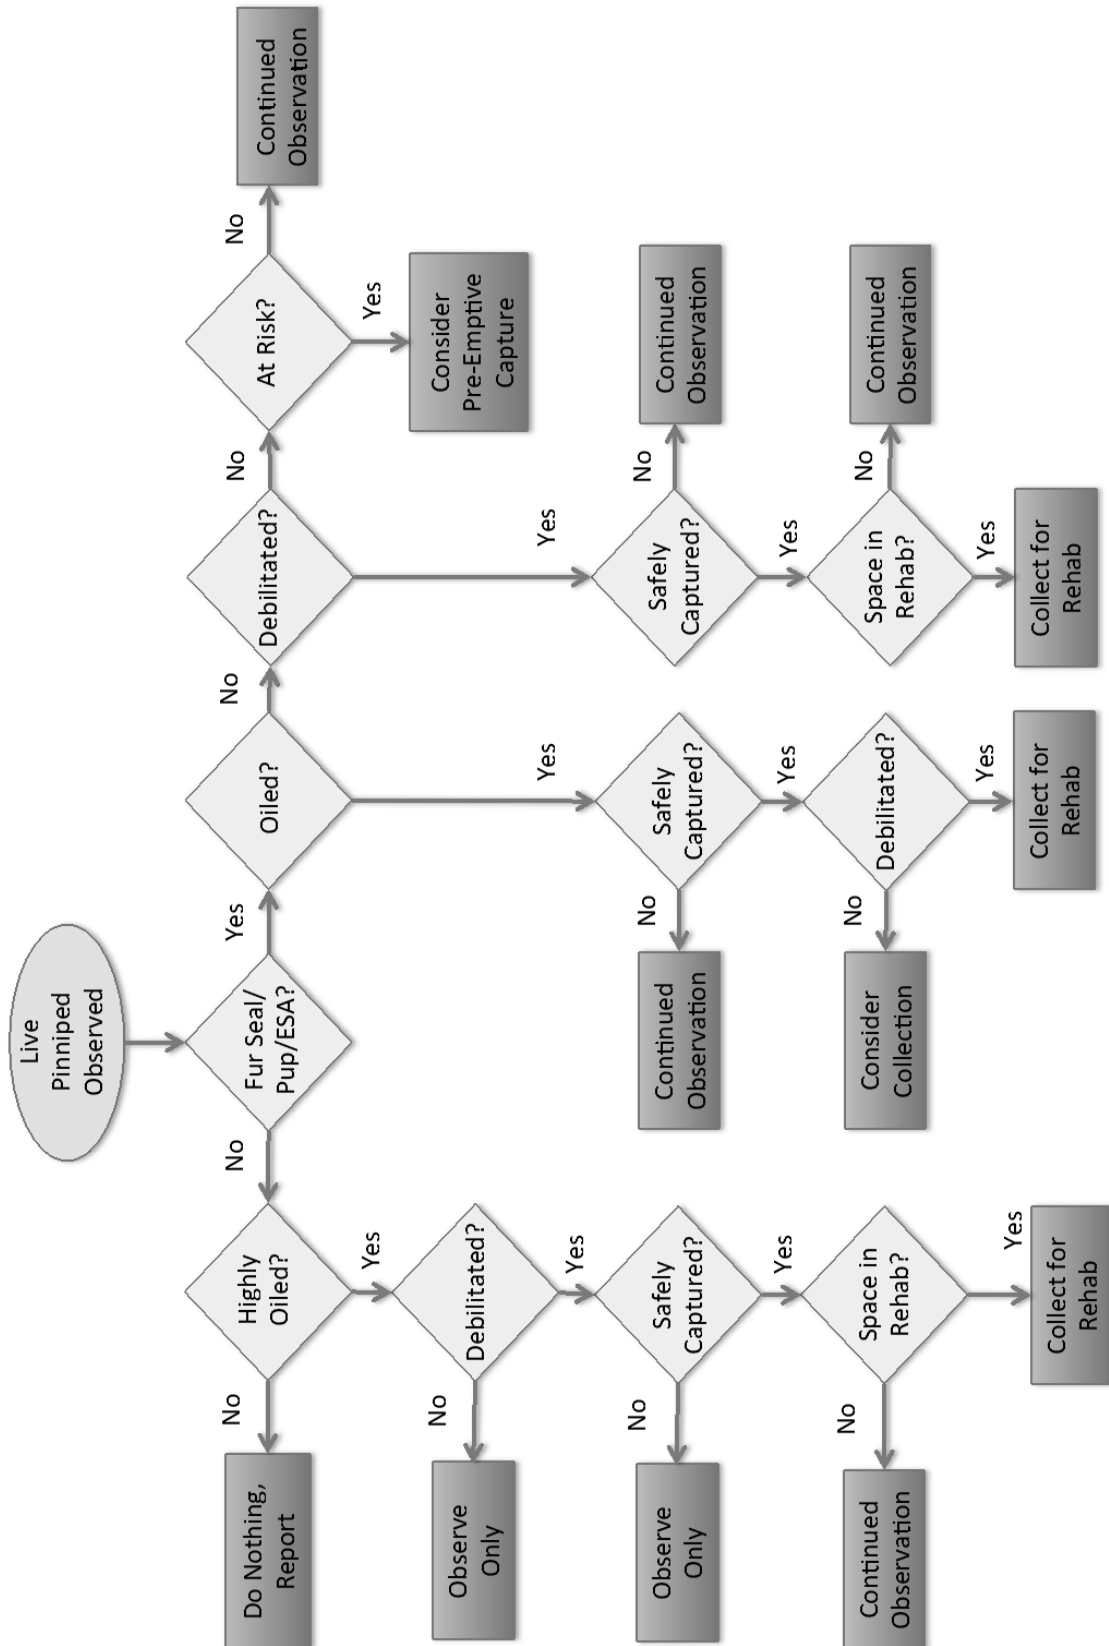 Live
Pinniped
Observed
Fur Seal/
Pup/ESA?
No
Yes
Highly
Oiled?
No
Do Nothing,
Report
Yes
Debilitated?
No
Observe
Only
Yes
Safely
Captured?
No
Observe
Only
Yes
Space in
Rehab?
No
Continued
Observation
Yes
Collect for
Rehab
Oiled?
No
Yes
Safely
Captured?
No
Continued
Observation
Yes
Debilitated?
No
Consider
Collection
Yes
Collect for
Rehab
Debilitated?
No
Yes
Safely
Captured?
No
Continued
Observation
Yes
Space in
Rehab?
No
Continued
Observation
Yes
Collect for
Rehab
At Risk?
No
Continued
Observation
Yes
Consider
Pre-Emptive
Capture